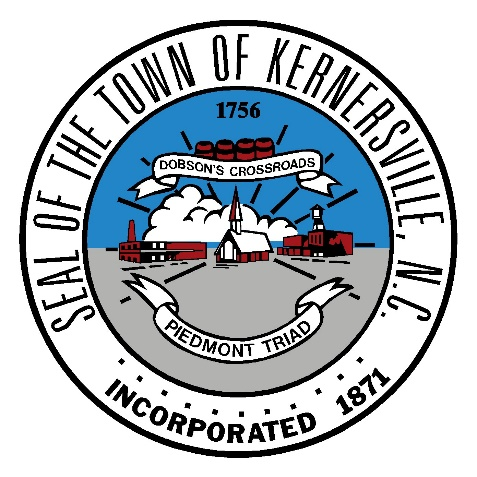 SEAL OF THE TOWN OF KERNERSVILLE, N.C.
1756
DOBSON'S CROSSROADS
PIEDMONT TRIAD
INCORPORATED 1871